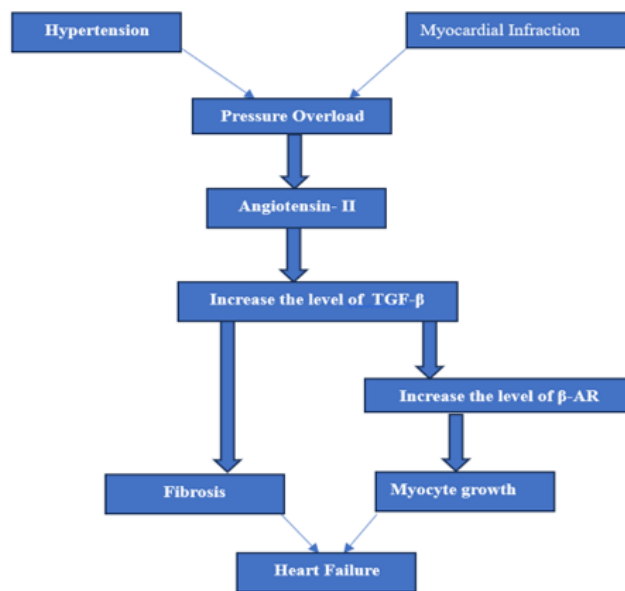 Hypertension
Myocardial Infraction
Pressure Overload
Angiotensin- II
Increase the level of TGF-β
Increase the level of β-AR
Fibrosis
Myocyte growth
Heart Failure